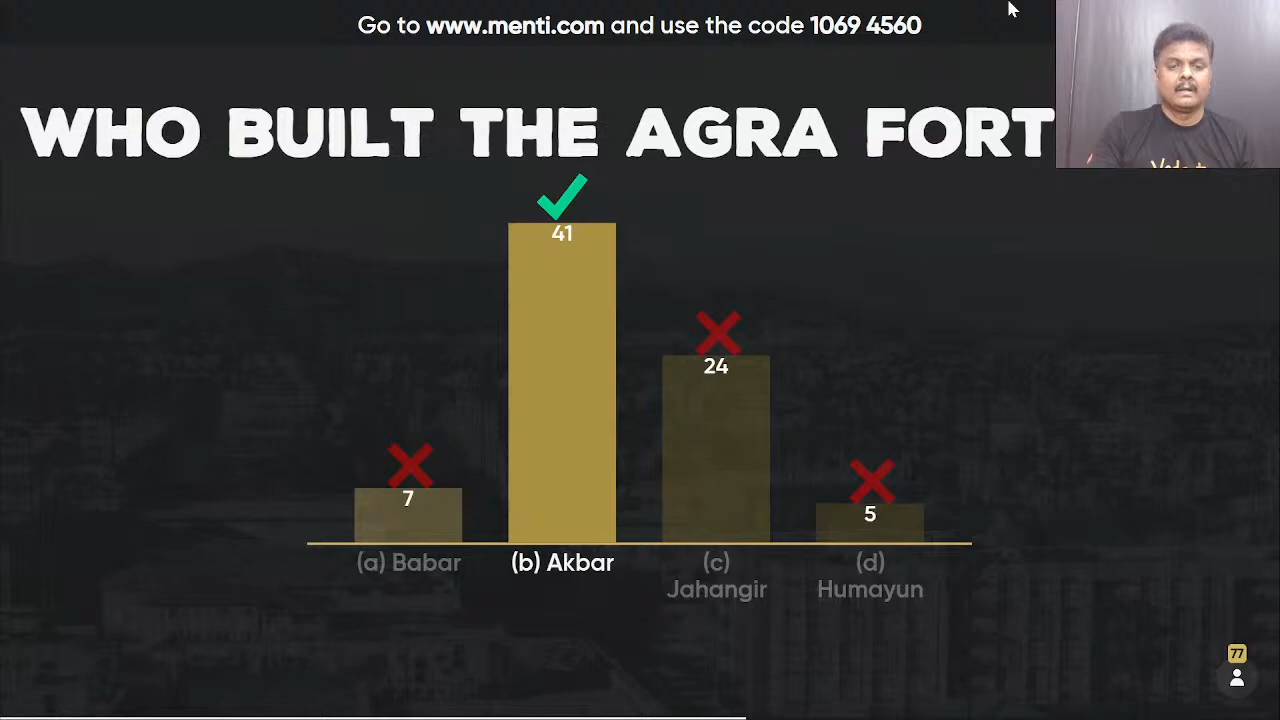 Go to www.menti.com and use the code 1069 4560
WHO BUILT THE AGRA FORT
41
24
7
5
(a) Babar
(b) Akbar
(c)
Jahangir
(d)
Humayun
77